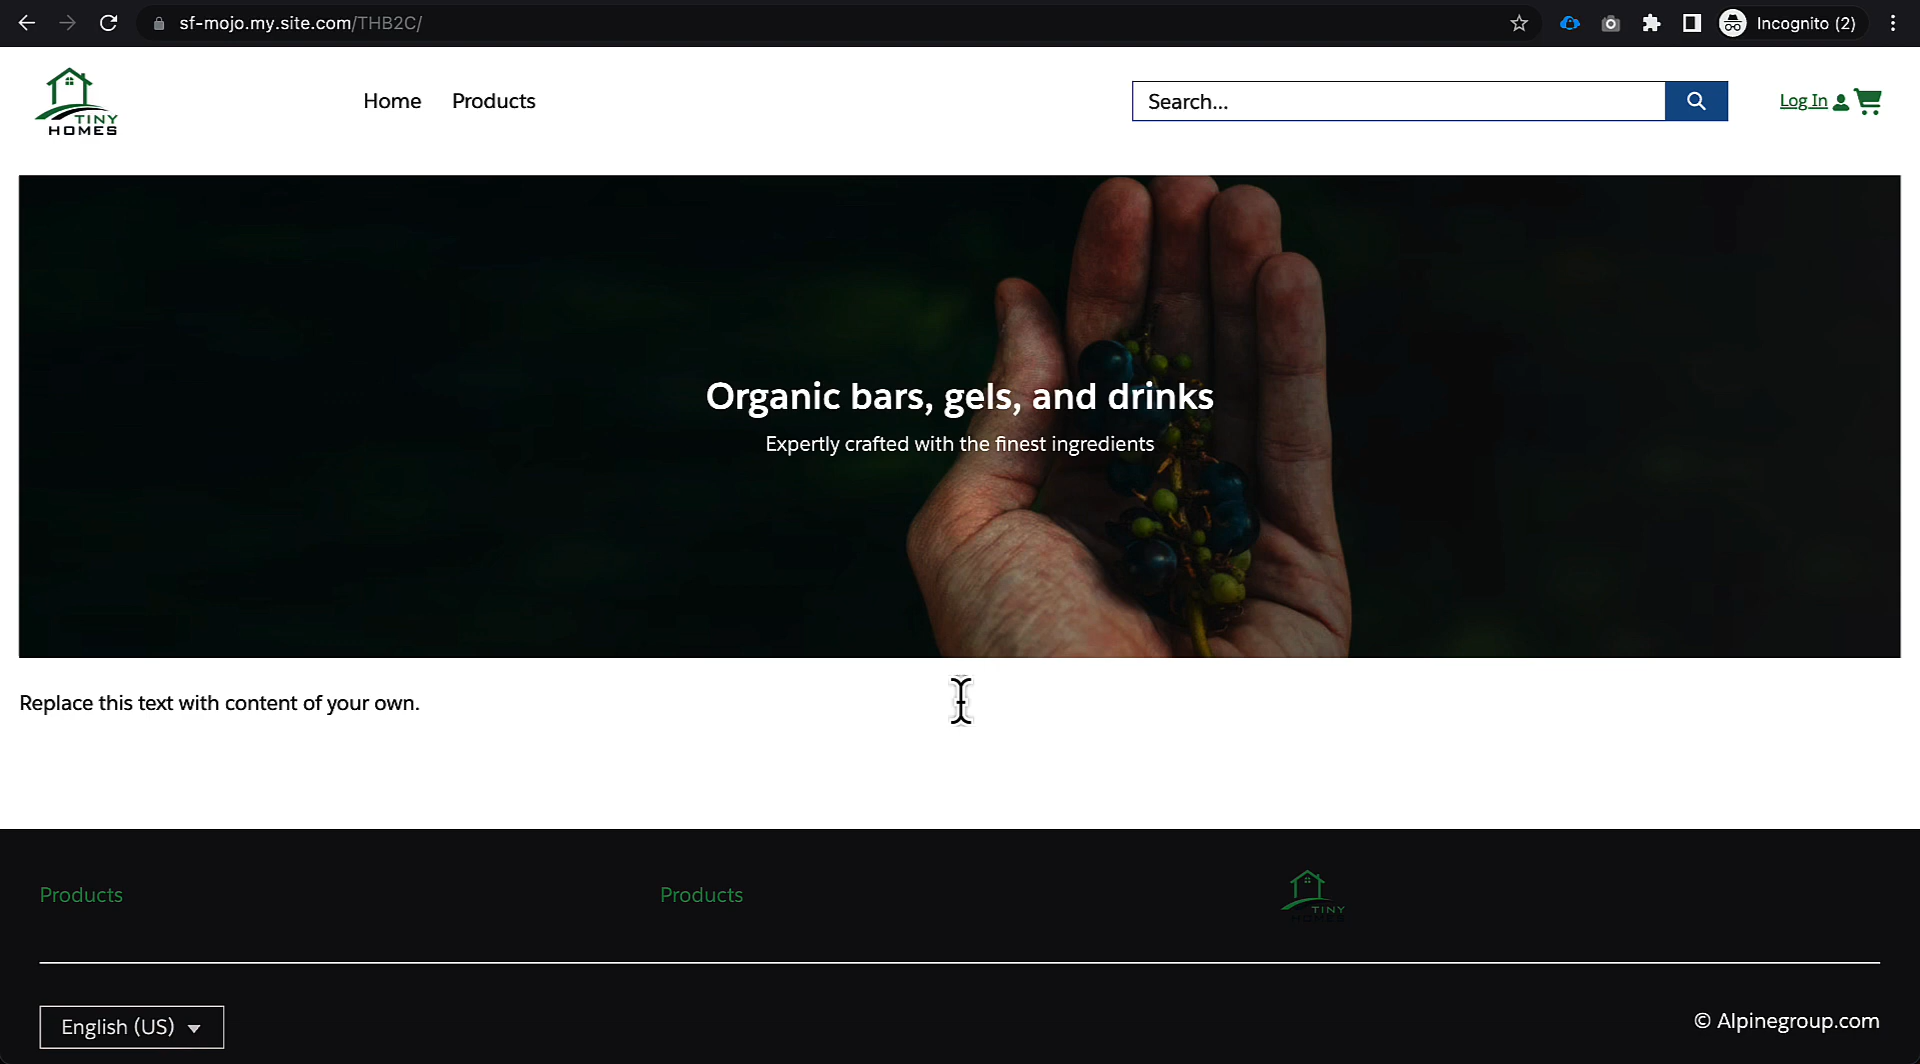 sf-mojo.my.site.com/THB2C/
Incognito (2)
TINY
HOMES
Home
Products
Search...
Log In
Organic bars, gels, and drinks
Expertly crafted with the finest ingredients
Replace this text with content of your own.
Products
Products
TINY
HOMES
English (US)
© Alpinegroup.com